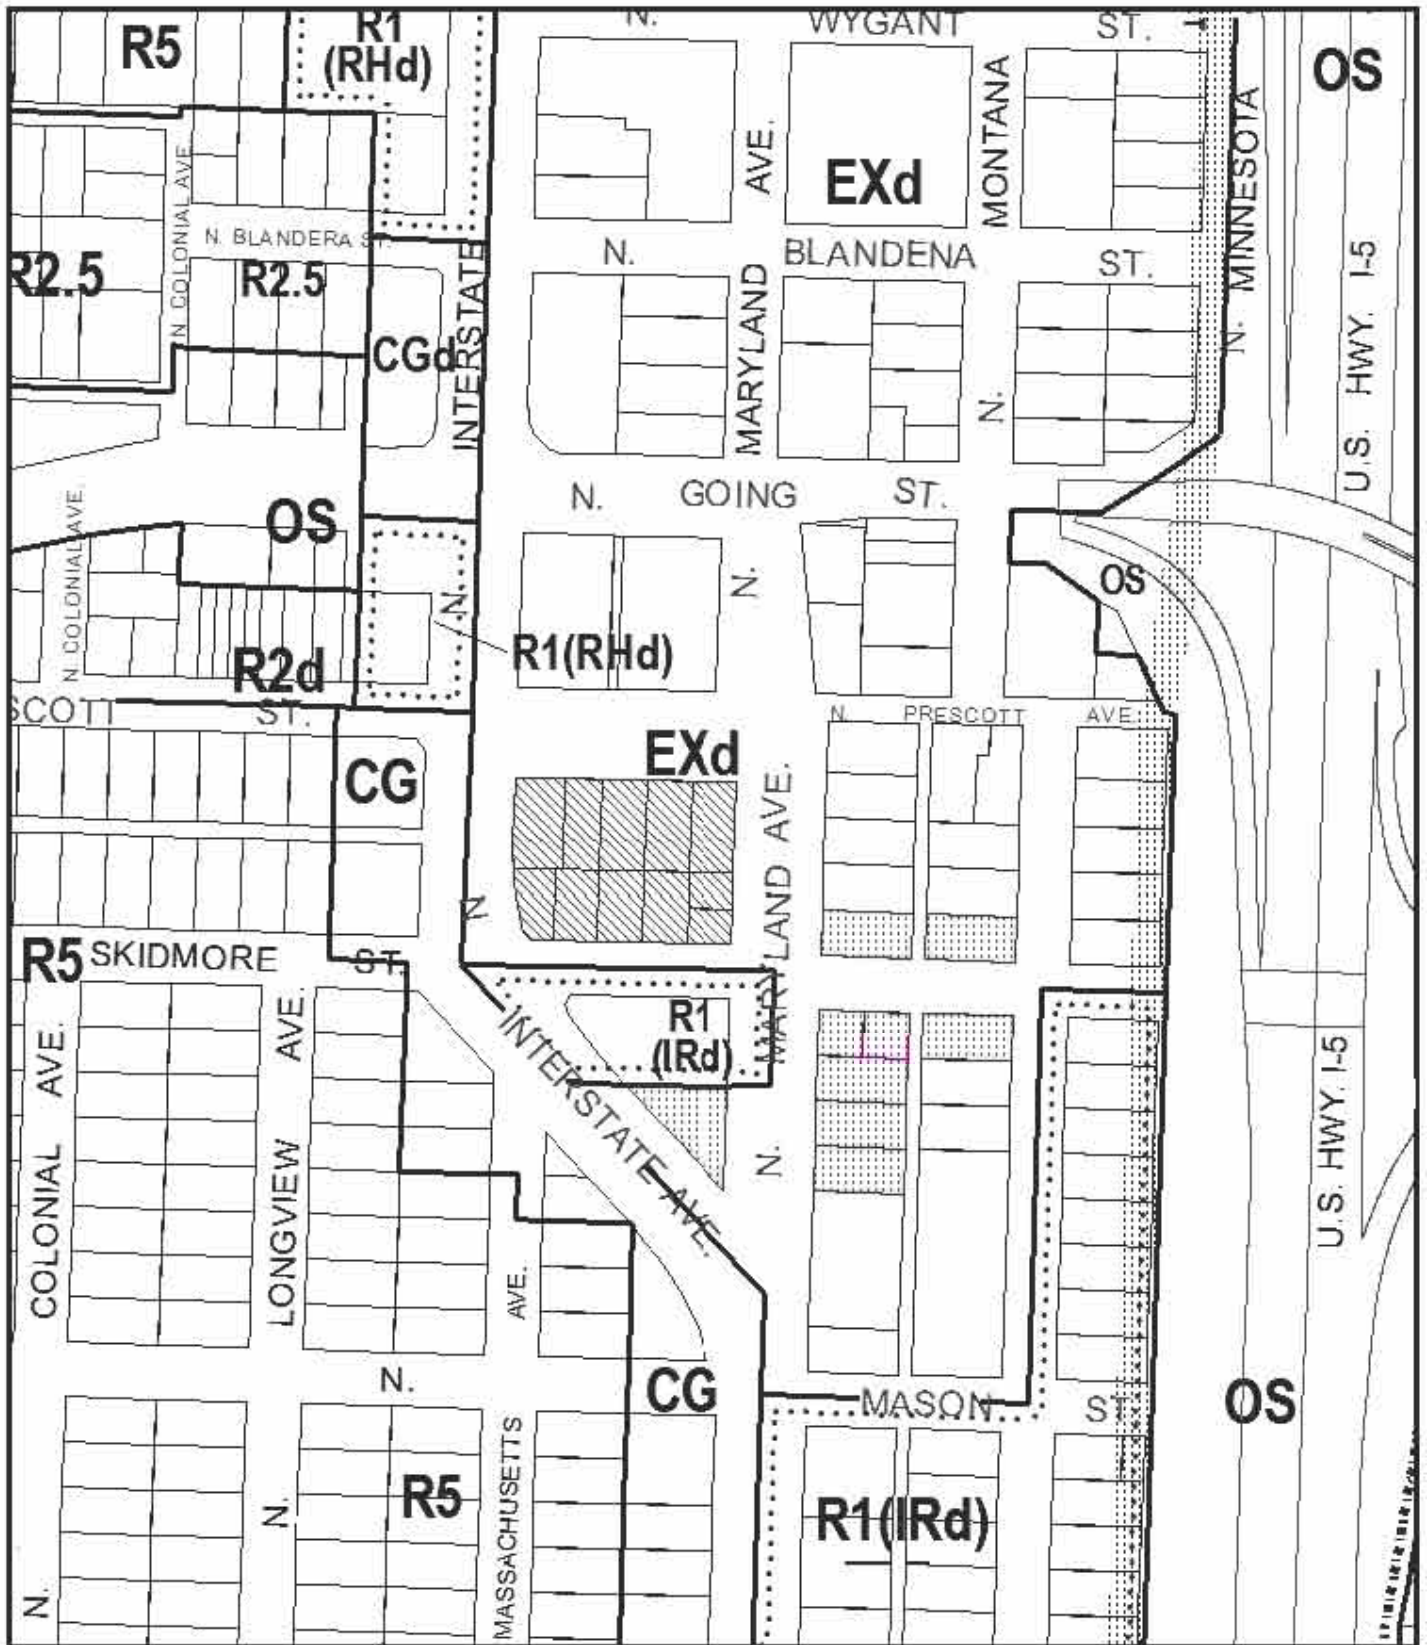 N. WYGANT ST.
R5
R1
(RHd)
OS
AVE.
MONTANA
MINNESOTA
EXd
N. COLONIAL AVE.
N. BLANDERA ST.
N. BLANDENA ST.
R2.5
R2.5
INTERSTATE
CGd
MARYLAND
N.
N.
U.S. HWY. I-5
N. GOING ST.
OS
N. COLONIAL AVE.
N.
N.
OS
R1(RHd)
R2d
SCOTT ST.
N. PRESCOTT AVE.
EXd
CG
MARYLAND AVE.
N.
R5
SKIDMORE ST.
R1
(IRd)
INTERSTATE AVE.
COLONIAL AVE.
LONGVIEW AVE.
N.
U.S. HWY. I-5
AVE.
N.
CG
MASON ST
OS
R5
MASSACHUSETTS
N.
R1(IRd)
N.